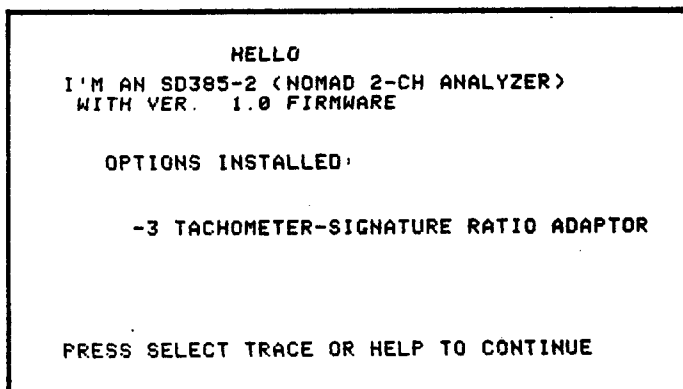 HELLO
I'M AN SD385-2 (NOMAD 2-CH ANALYZER)
WITH VER. 1.0 FIRMWARE
OPTIONS INSTALLED:
-3 TACHOMETER-SIGNATURE RATIO ADAPTOR
PRESS SELECT TRACE OR HELP TO CONTINUE